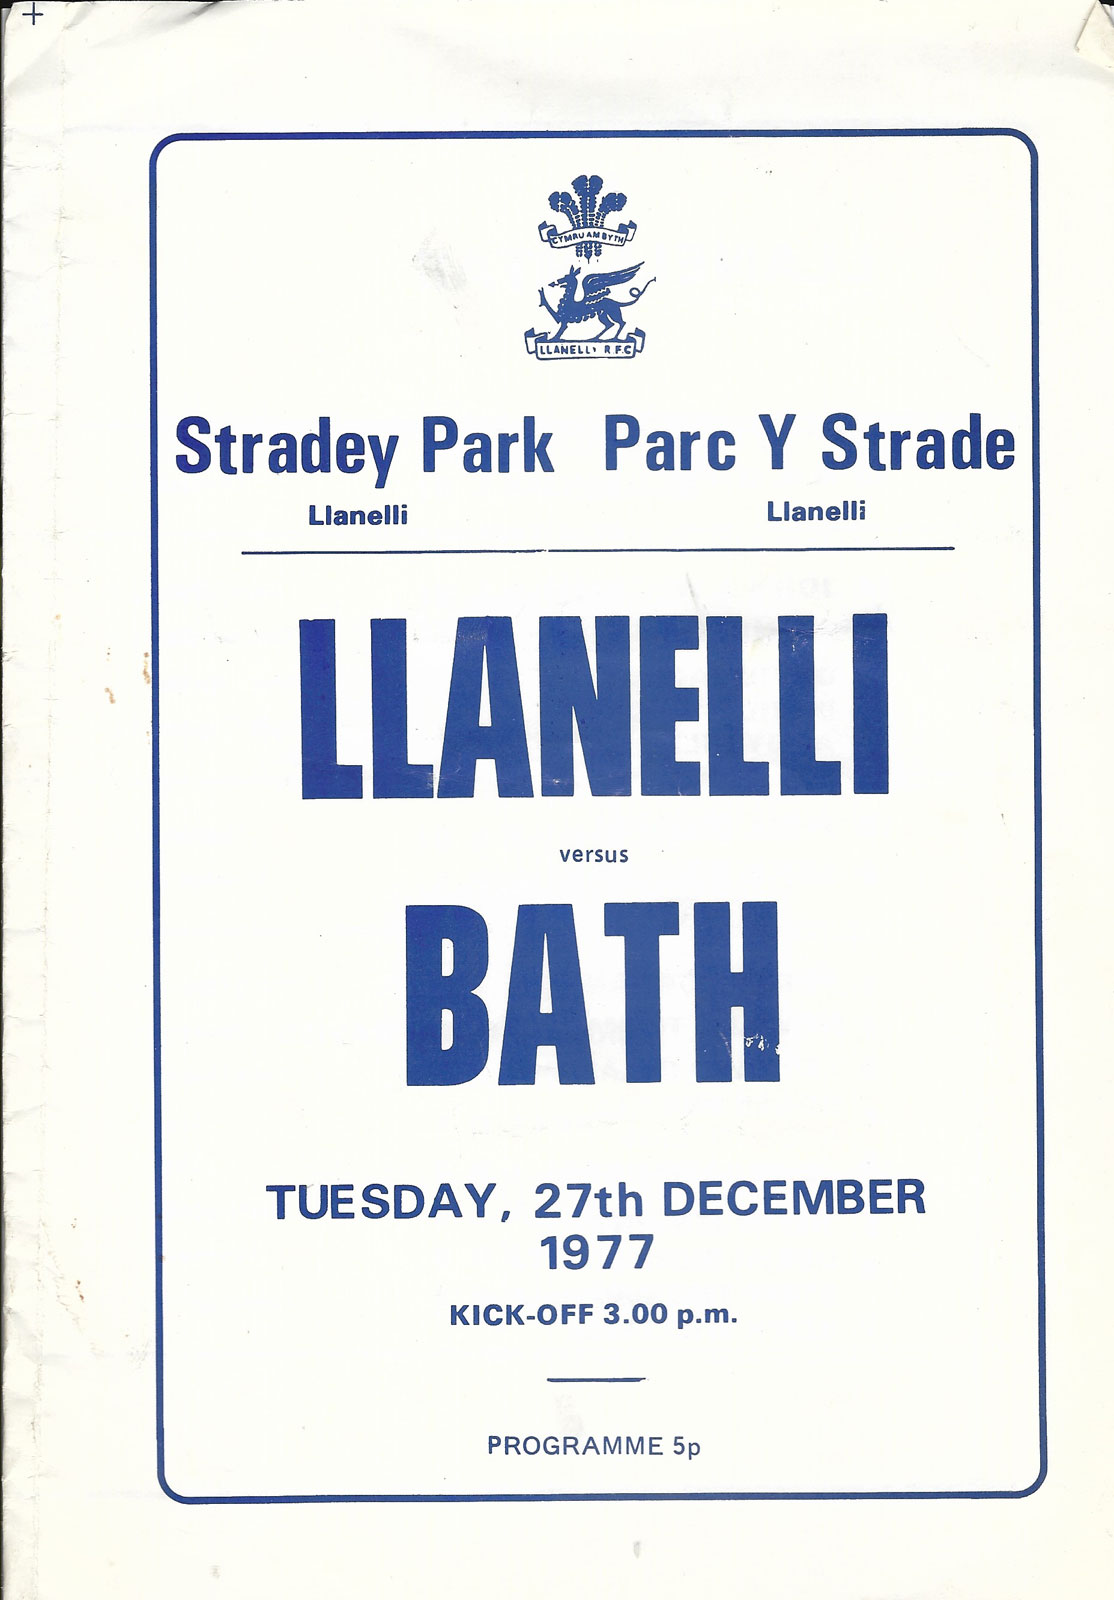 CYMRU AM BYTH
LLANELLI R.F.C
Stradey Park Parc Y Strade
Llanelli Llanelli
LLANELLI
versus
BATH
TUESDAY, 27th DECEMBER
1977
KICK-OFF 3.00 p.m.
PROGRAMME 5p